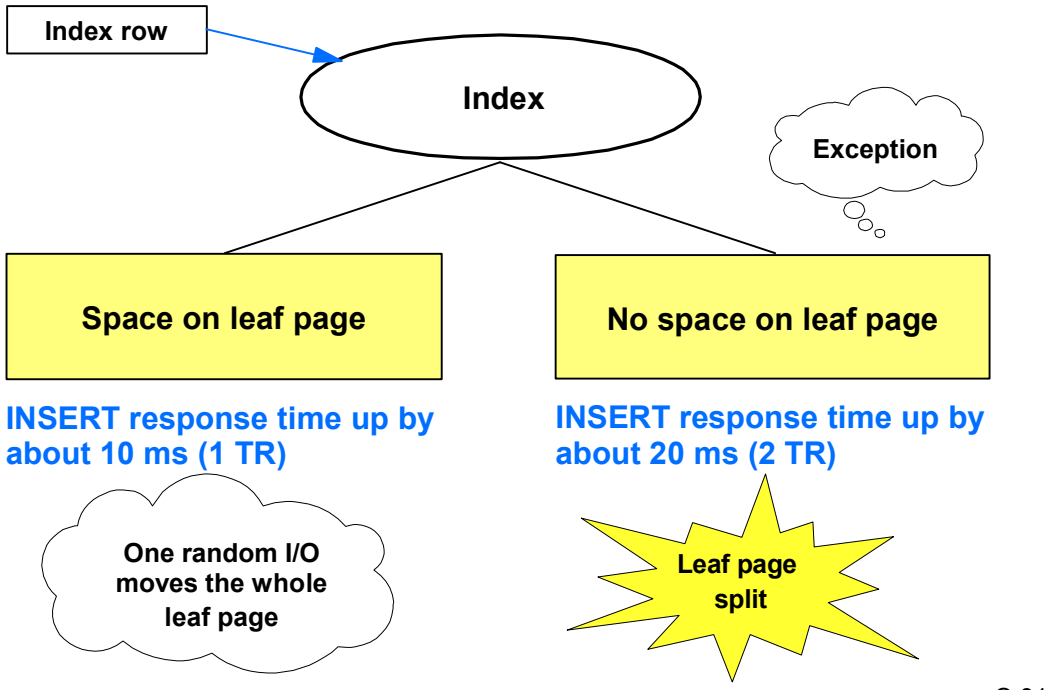 Index row
Index
Exception
Space on leaf page
No space on leaf page
INSERT response time up by
about 10 ms (1 TR)
INSERT response time up by
about 20 ms (2 TR)
One random I/O
moves the whole
leaf page
Leaf page
split